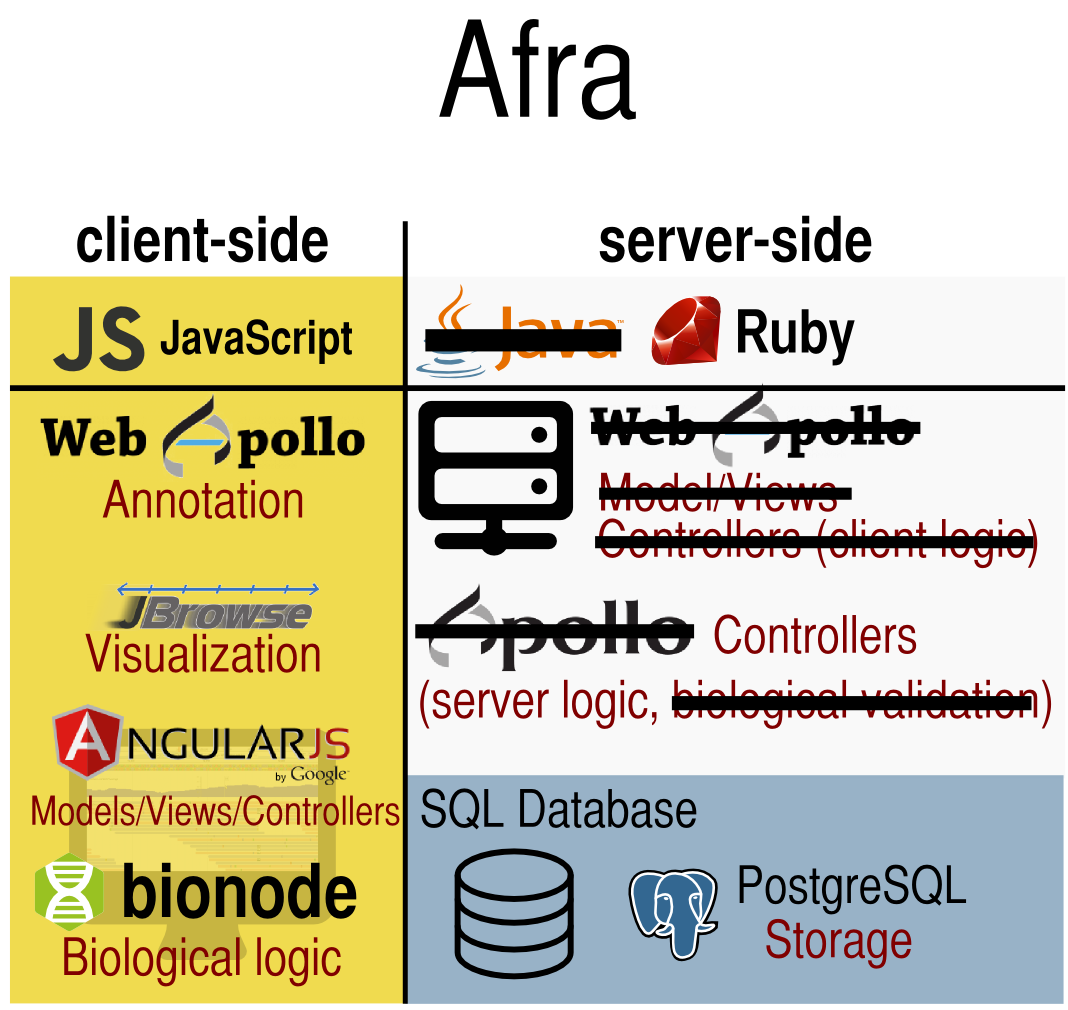 Afra
client-side
server-side
JS JavaScript
Java™
Ruby
Web Apollo
Annotation
JBrowse
Visualization
ANGULARJS
by Google™
Models/Views/Controllers
bionode
Biological logic
Web Apollo
Model/Views
Controllers (client logic)
Apollo Controllers
(server logic, biological validation)
SQL Database
PostgreSQL
Storage